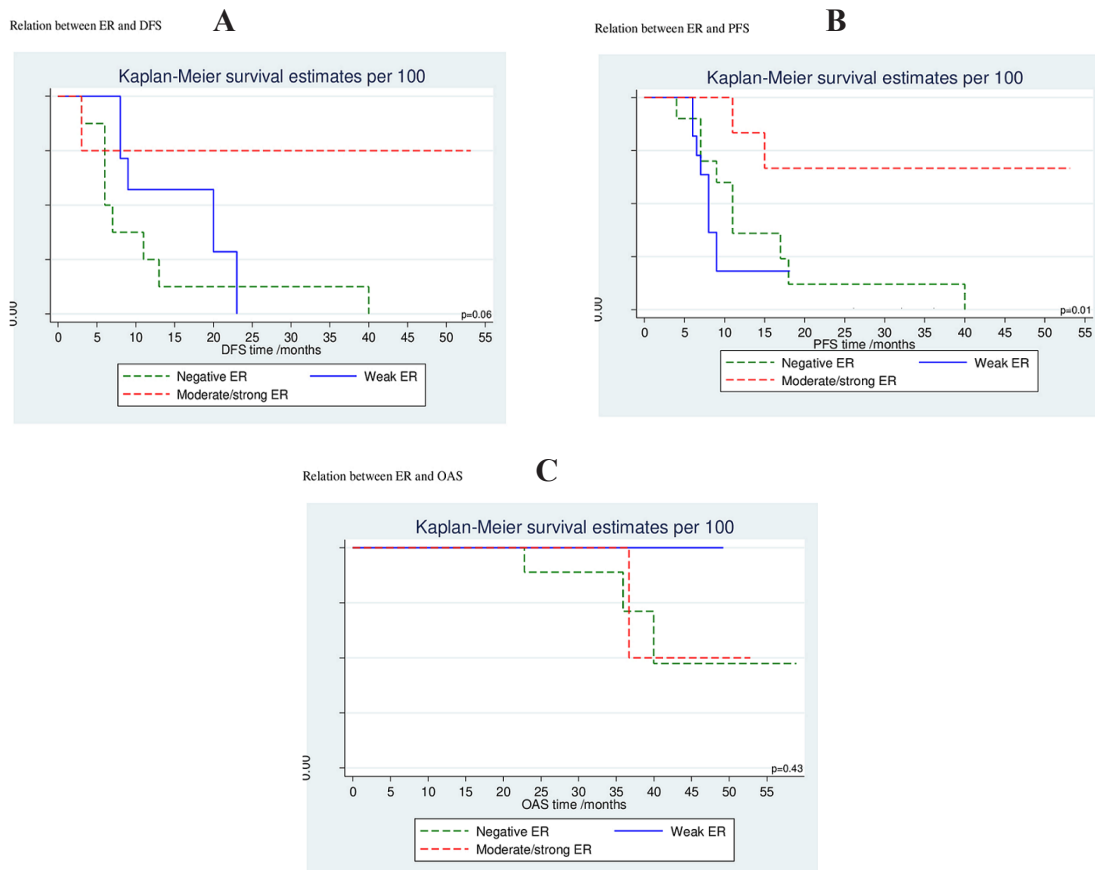 Relation between ER and DFS
A
Kaplan-Meier survival estimates per 100
0.00
p=0.06
0 5 10 15 20 25 30 35 40 45 50 55
DFS time /months
Negative ER Weak ER
Moderate/strong ER
Relation between ER and PFS
B
Kaplan-Meier survival estimates per 100
0.00
p=0.01
0 5 10 15 20 25 30 35 40 45 50 55
PFS time /months
Negative ER Weak ER
Moderate/strong ER
Relation between ER and OAS
C
Kaplan-Meier survival estimates per 100
0.00
p=0.43
0 5 10 15 20 25 30 35 40 45 50 55
OAS time /months
Negative ER Weak ER
Moderate/strong ER